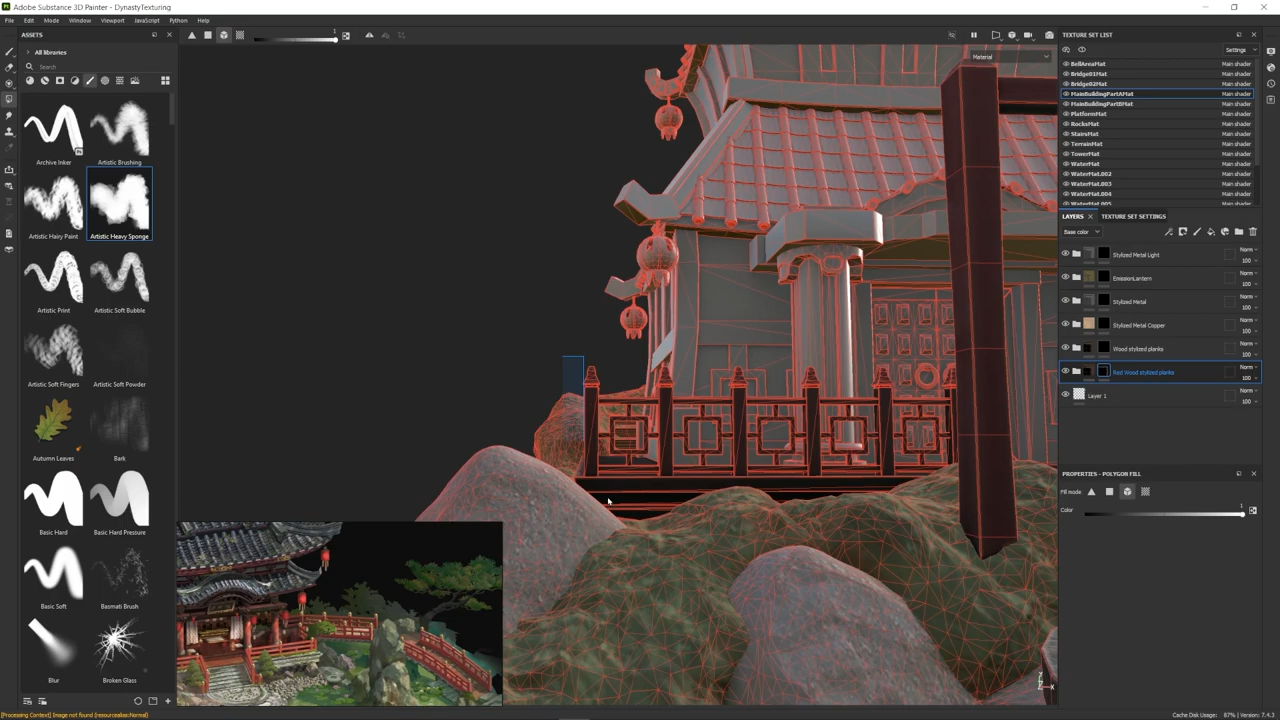 Adobe Substance 3D Painter - DynastyTexturing
File Edit Mode Window Viewport JavaScript Python Help
ASSETS
All libraries
Search
Archive Inker
Artistic Brushing
Artistic Hairy Paint
Artistic Heavy Sponge
Artistic Print
Artistic Soft Bubble
Artistic Soft Fingers
Artistic Soft Powder
Autumn Leaves
Bark
Basic Hard
Basic Hard Pressure
Basic Soft
Basmati Brush
Blur
Broken Glass
1
Material
TEXTURE SET LIST
Settings
BellAreaMat Main shader
Bridge01Mat Main shader
Bridge02Mat Main shader
MainBuildingPartAMat Main shader
MainBuildingPartBMat Main shader
PlatformMat Main shader
RocksMat Main shader
StairsMat Main shader
TerrainMat Main shader
TowerMat Main shader
WaterMat Main shader
WaterMat.002 Main shader
WaterMat.003 Main shader
WaterMat.004 Main shader
WaterMat.005 Main shader
LAYERS TEXTURE SET SETTINGS
Base color
Stylized Metal Light Norm
100
EmissionLantern Norm
100
Stylized Metal Norm
100
Stylized Metal Copper Norm
100
Wood stylized planks Norm
100
Red Wood stylized planks Norm
100
Layer 1 Norm
100
PROPERTIES - POLYGON FILL
Fill mode
1
Color
Y
X
[Processing Context] Image not found (resourcealias:Normal)
Cache Disk Usage: 87% | Version: 7.4.3